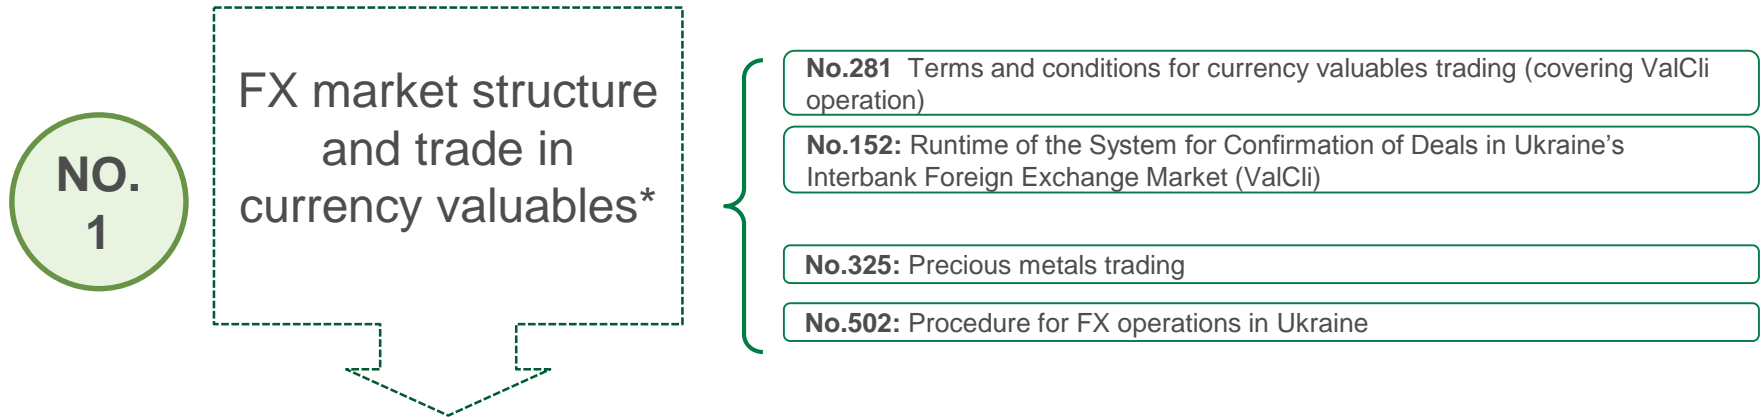 NO.
1
FX market structure
and trade in
currency valuables*
No.281 Terms and conditions for currency valuables trading (covering ValCli
operation)
No.152: Runtime of the System for Confirmation of Deals in Ukraine’s
Interbank Foreign Exchange Market (ValCli)
No.325: Precious metals trading
No.502: Procedure for FX operations in Ukraine